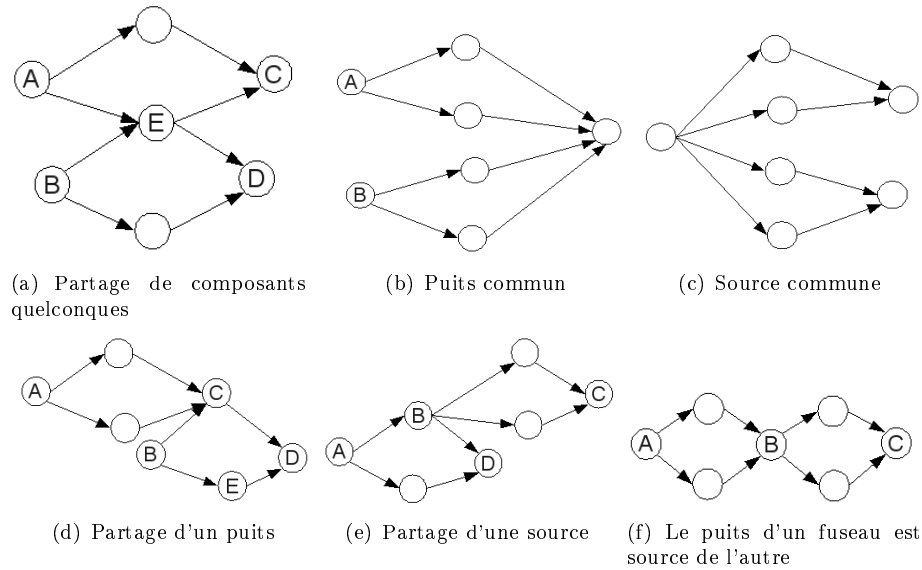 A
C
E
B
D
A
B
(a) Partage de composants
quelconques
(b) Puits commun
(c) Source commune
A
C
B
D
E
B
C
A
D
A
B
C
(d) Partage d'un puits
(e) Partage d'une source
(f) Le puits d'un fuseau est
source de l'autre